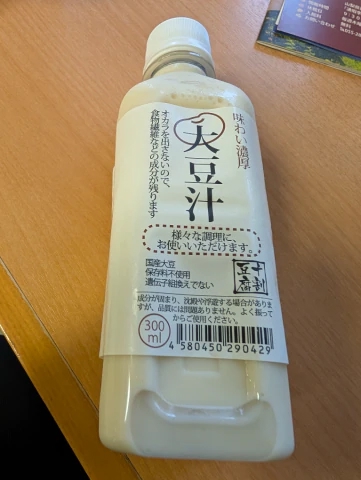 味わい濃厚
大豆汁
オカラを出さないので、
食物繊維などの成分が残ります
様々な調理に、
お使いいただけます。
国産大豆
保存料不使用
遺伝子組換えでない
十割
豆腐
成分が固まり、沈殿や浮遊する場合がありま
すが、品質には問題ありません。よく振って
からご使用ください。
300
ml
4 580450 290429